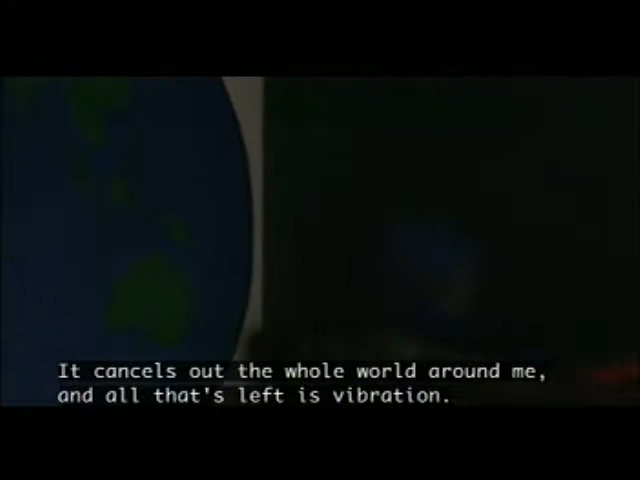 It cancels out the whole world around me,
and all that's left is vibration.